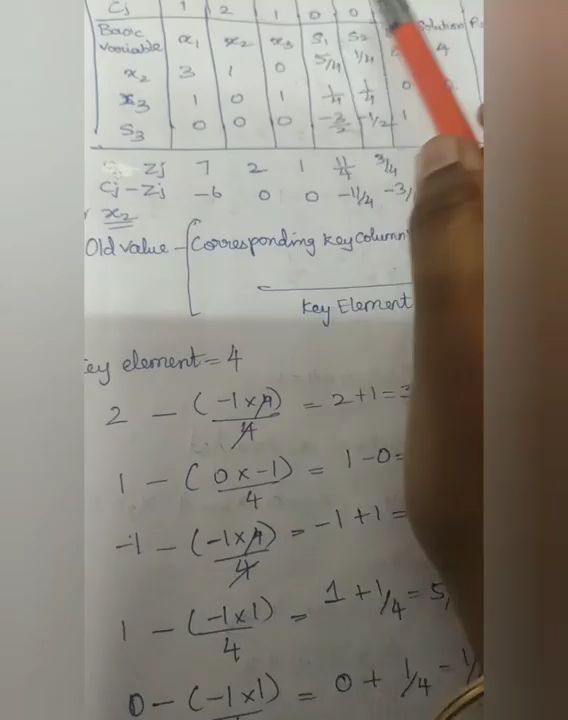 Cj 1 2 1 0 0
Basic variable x1 x2 x3 S1 S2 Solution
x2 3 1 0 5/4 1/4 4
x3 1 0 1 1/4 1/4 0
S3 0 0 0 -1/2 1
Zj 7 2 1 11/4 3/4
Cj-Zj -6 0 0 -11/4 -3/
x2
Old value - [Corresponding key column
Key Element
ey element = 4
2 - (-1×4)/4 = 2+1=3
1 - (0×-1)/4 = 1-0=
-1 - (-1×4)/4 = -1+1=
1 - (-1×1)/4 = 1+1/4=5/
0 - (-1×1) = 0+1/4=1/